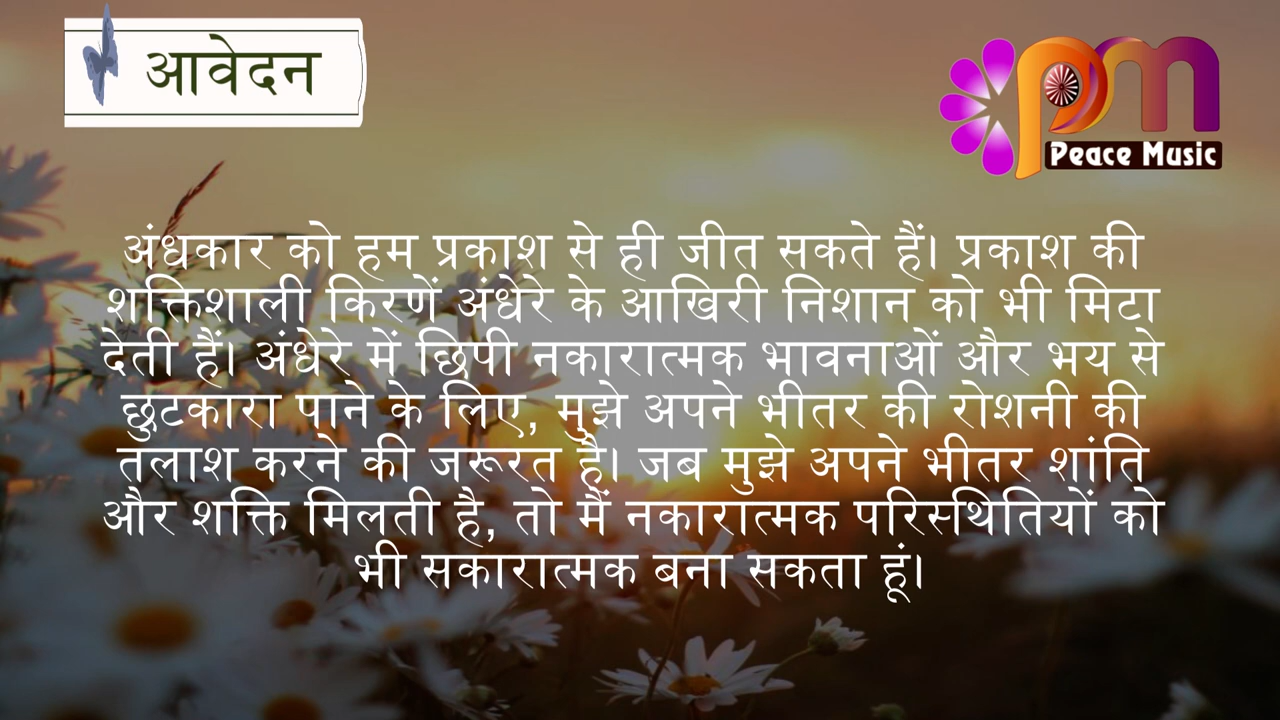 आवेदन
Peace Music
अंधकार को हम प्रकाश से ही जीत सकते हैं। प्रकाश की
शक्तिशाली किरणें अंधेरे के आखिरी निशान को भी मिटा
देती हैं। अंधेरे में छिपी नकारात्मक भावनाओं और भय से
छुटकारा पाने के लिए, मुझे अपने भीतर की रोशनी की
तलाश करने की जरूरत है। जब मुझे अपने भीतर शांति
और शक्ति मिलती है, तो मैं नकारात्मक परिस्थितियों को
भी सकारात्मक बना सकता हूं।